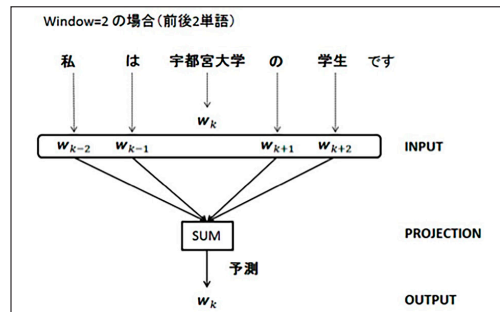 Window=2 の場合(前後2単語)
私 は 宇都宮大学 の 学生 です
w_k
w_{k-2} w_{k-1} w_{k+1} w_{k+2} INPUT
SUM PROJECTION
予測
w_k OUTPUT